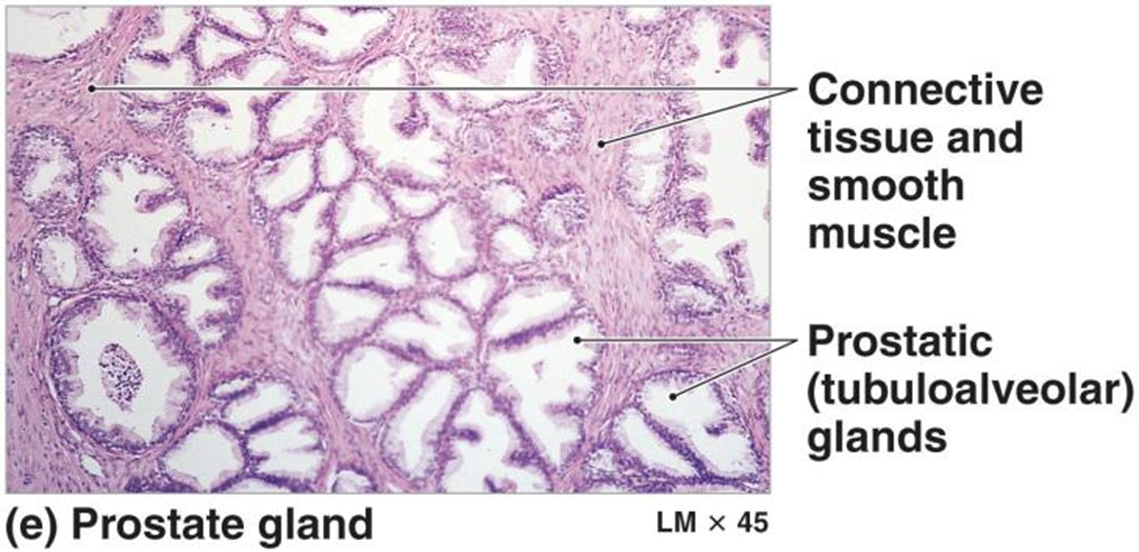 Connective
tissue and
smooth
muscle
Prostatic
(tubuloalveolar)
glands
(e) Prostate gland
LM × 45